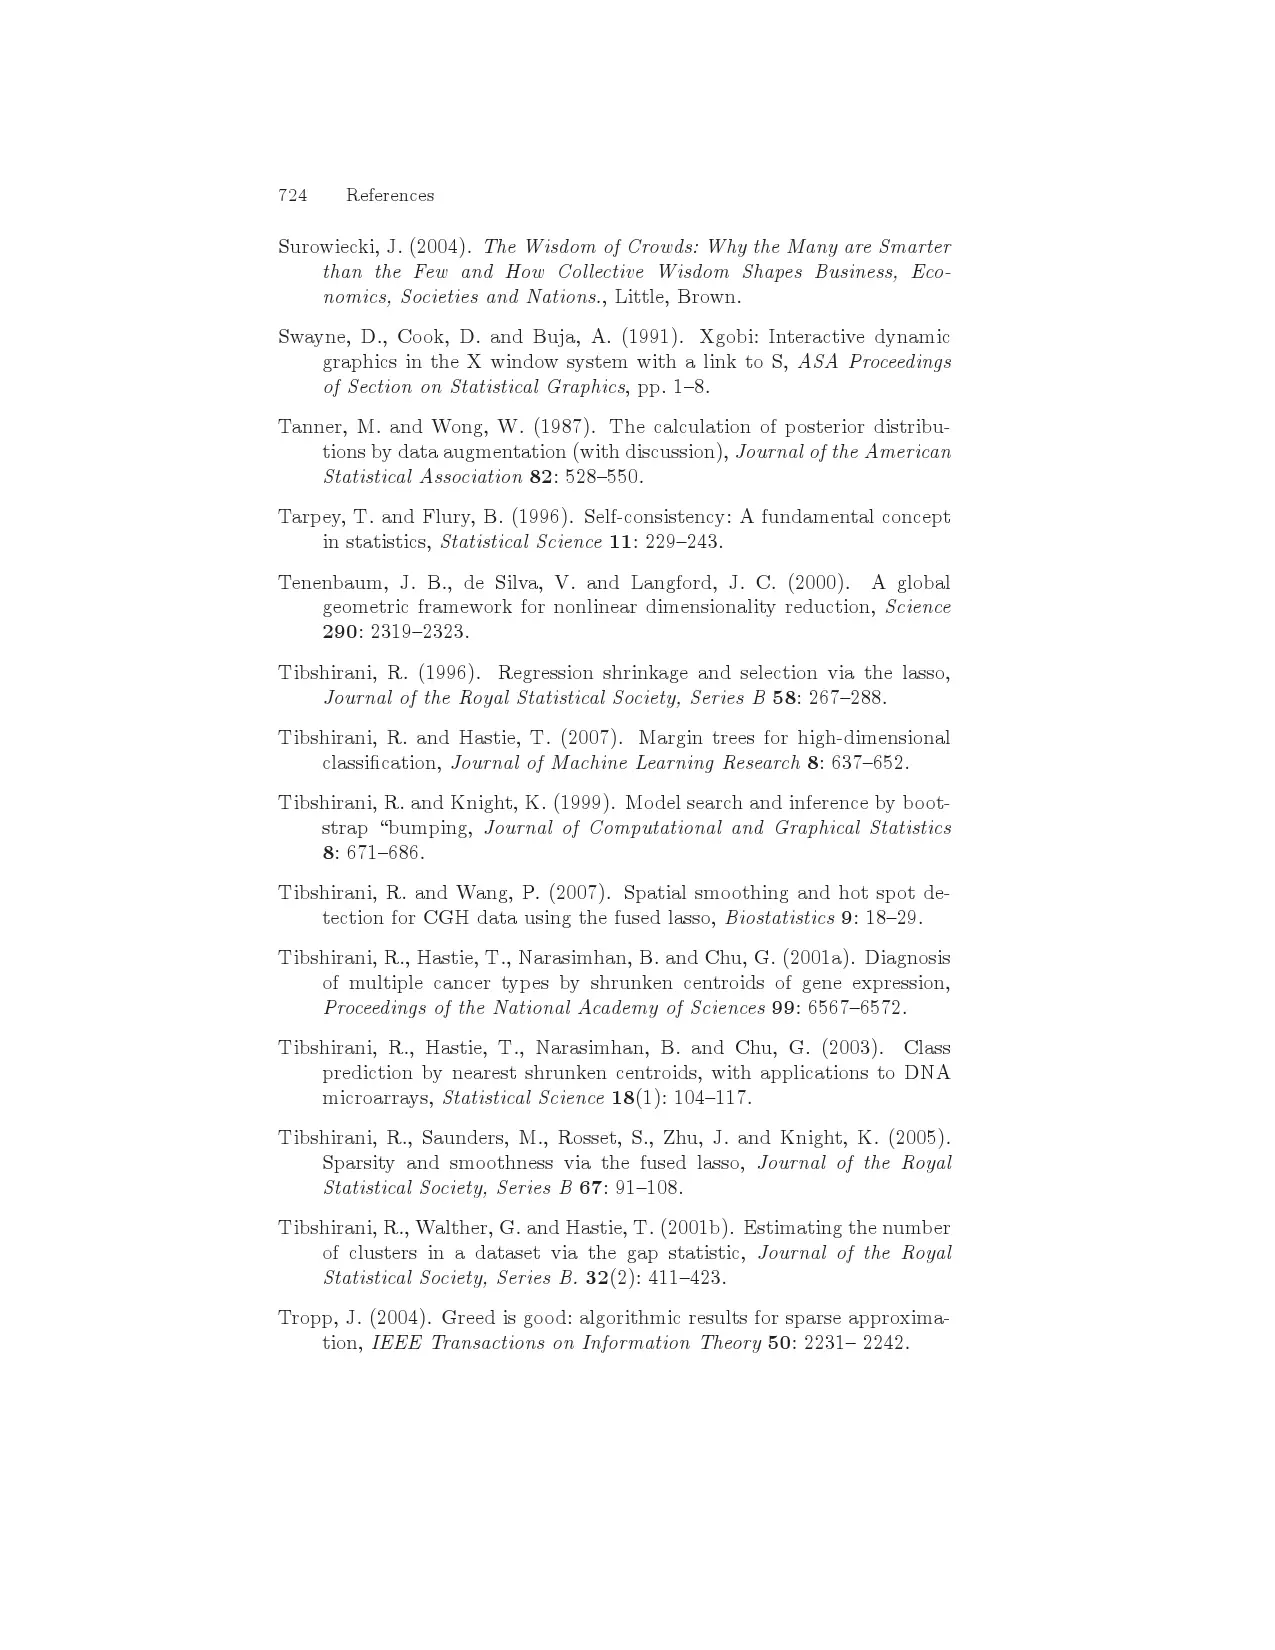 724 References
Surowiecki, J. (2004). The Wisdom of Crowds: Why the Many are Smarter
than the Few and How Collective Wisdom Shapes Business, Eco-
nomics, Societies and Nations., Little, Brown.
Swayne, D., Cook, D. and Buja, A. (1991). Xgobi: Interactive dynamic
graphics in the X window system with a link to S, ASA Proceedings
of Section on Statistical Graphics, pp. 1–8.
Tanner, M. and Wong, W. (1987). The calculation of posterior distribu-
tions by data augmentation (with discussion), Journal of the American
Statistical Association 82: 528–550.
Tarpey, T. and Flury, B. (1996). Self-consistency: A fundamental concept
in statistics, Statistical Science 11: 229–243.
Tenenbaum, J. B., de Silva, V. and Langford, J. C. (2000). A global
geometric framework for nonlinear dimensionality reduction, Science
290: 2319–2323.
Tibshirani, R. (1996). Regression shrinkage and selection via the lasso,
Journal of the Royal Statistical Society, Series B 58: 267–288.
Tibshirani, R. and Hastie, T. (2007). Margin trees for high-dimensional
classification, Journal of Machine Learning Research 8: 637–652.
Tibshirani, R. and Knight, K. (1999). Model search and inference by boot-
strap “bumping, Journal of Computational and Graphical Statistics
8: 671–686.
Tibshirani, R. and Wang, P. (2007). Spatial smoothing and hot spot de-
tection for CGH data using the fused lasso, Biostatistics 9: 18–29.
Tibshirani, R., Hastie, T., Narasimhan, B. and Chu, G. (2001a). Diagnosis
of multiple cancer types by shrunken centroids of gene expression,
Proceedings of the National Academy of Sciences 99: 6567–6572.
Tibshirani, R., Hastie, T., Narasimhan, B. and Chu, G. (2003). Class
prediction by nearest shrunken centroids, with applications to DNA
microarrays, Statistical Science 18(1): 104–117.
Tibshirani, R., Saunders, M., Rosset, S., Zhu, J. and Knight, K. (2005).
Sparsity and smoothness via the fused lasso, Journal of the Royal
Statistical Society, Series B 67: 91–108.
Tibshirani, R., Walther, G. and Hastie, T. (2001b). Estimating the number
of clusters in a dataset via the gap statistic, Journal of the Royal
Statistical Society, Series B. 32(2): 411–423.
Tropp, J. (2004). Greed is good: algorithmic results for sparse approxima-
tion, IEEE Transactions on Information Theory 50: 2231– 2242.